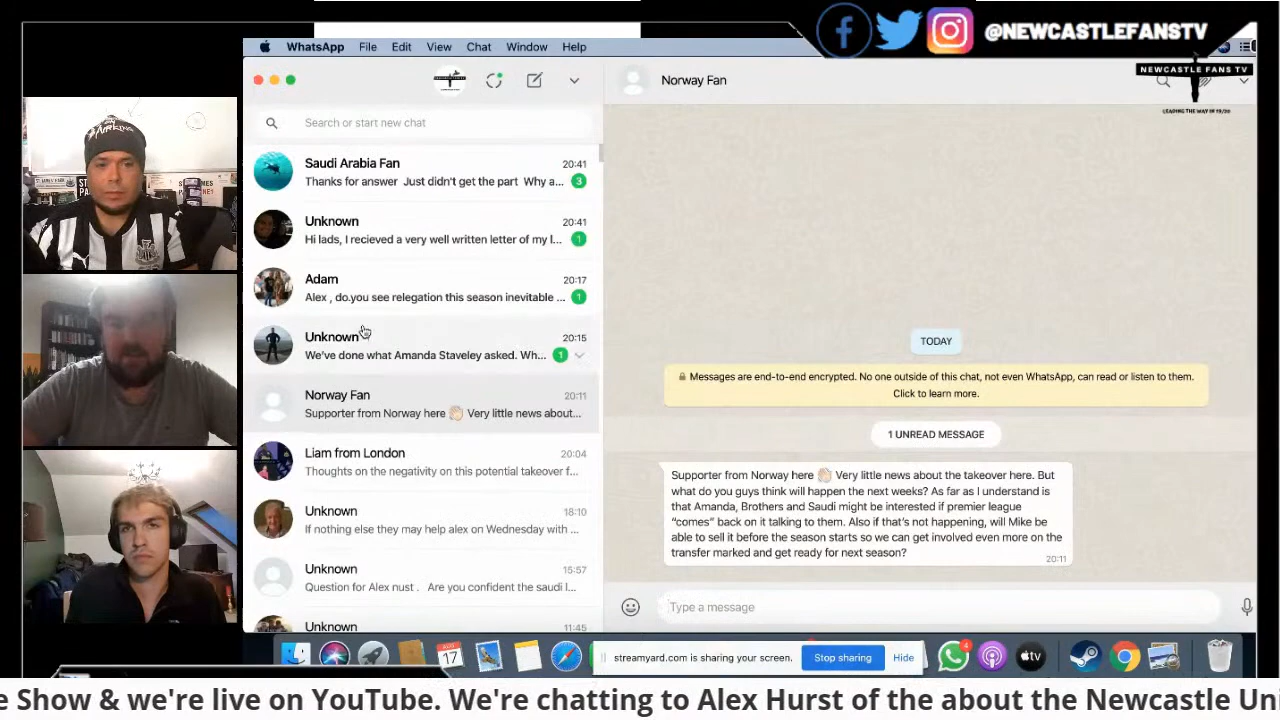 @NEWCASTLEFANSTV
WhatsApp File Edit View Chat Window Help
NEWCASTLE FANS TV
LEADING THE WAY IN 19/20
Norway Fan
Search or start new chat
Saudi Arabia Fan 20:41
Thanks for answer Just didn't get the part Why a... 3
Unknown 20:41
Hi lads, I recieved a very well written letter of my l... 1
Adam 20:17
Alex , do.you see relegation this season inevitable ... 1
Unknown 20:15
We've done what Amanda Staveley asked. Wh... 1
Norway Fan 20:11
Supporter from Norway here 👏🏻 Very little news about...
Liam from London 20:04
Thoughts on the negativity on this potential takeover f...
Unknown 18:10
If nothing else they may help alex on Wednesday with ...
Unknown 15:57
Question for Alex nust . Are you confident the saudi l...
Unknown 11:45
TODAY
Messages are end-to-end encrypted. No one outside of this chat, not even WhatsApp, can read or listen to them.
Click to learn more.
1 UNREAD MESSAGE
Supporter from Norway here 👏🏻 Very little news about the takeover here. But
what do you guys think will happen the next weeks? As far as I understand is
that Amanda, Brothers and Saudi might be interested if premier league
"comes" back on it talking to them. Also if that's not happening, will Mike be
able to sell it before the season starts so we can get involved even more on the
transfer marked and get ready for next season?
20:11
Type a message
AUG
17
streamyard.com is sharing your screen. Stop sharing Hide
4
tv
e Show & we're live on YouTube. We're chatting to Alex Hurst of the about the Newcastle Uni